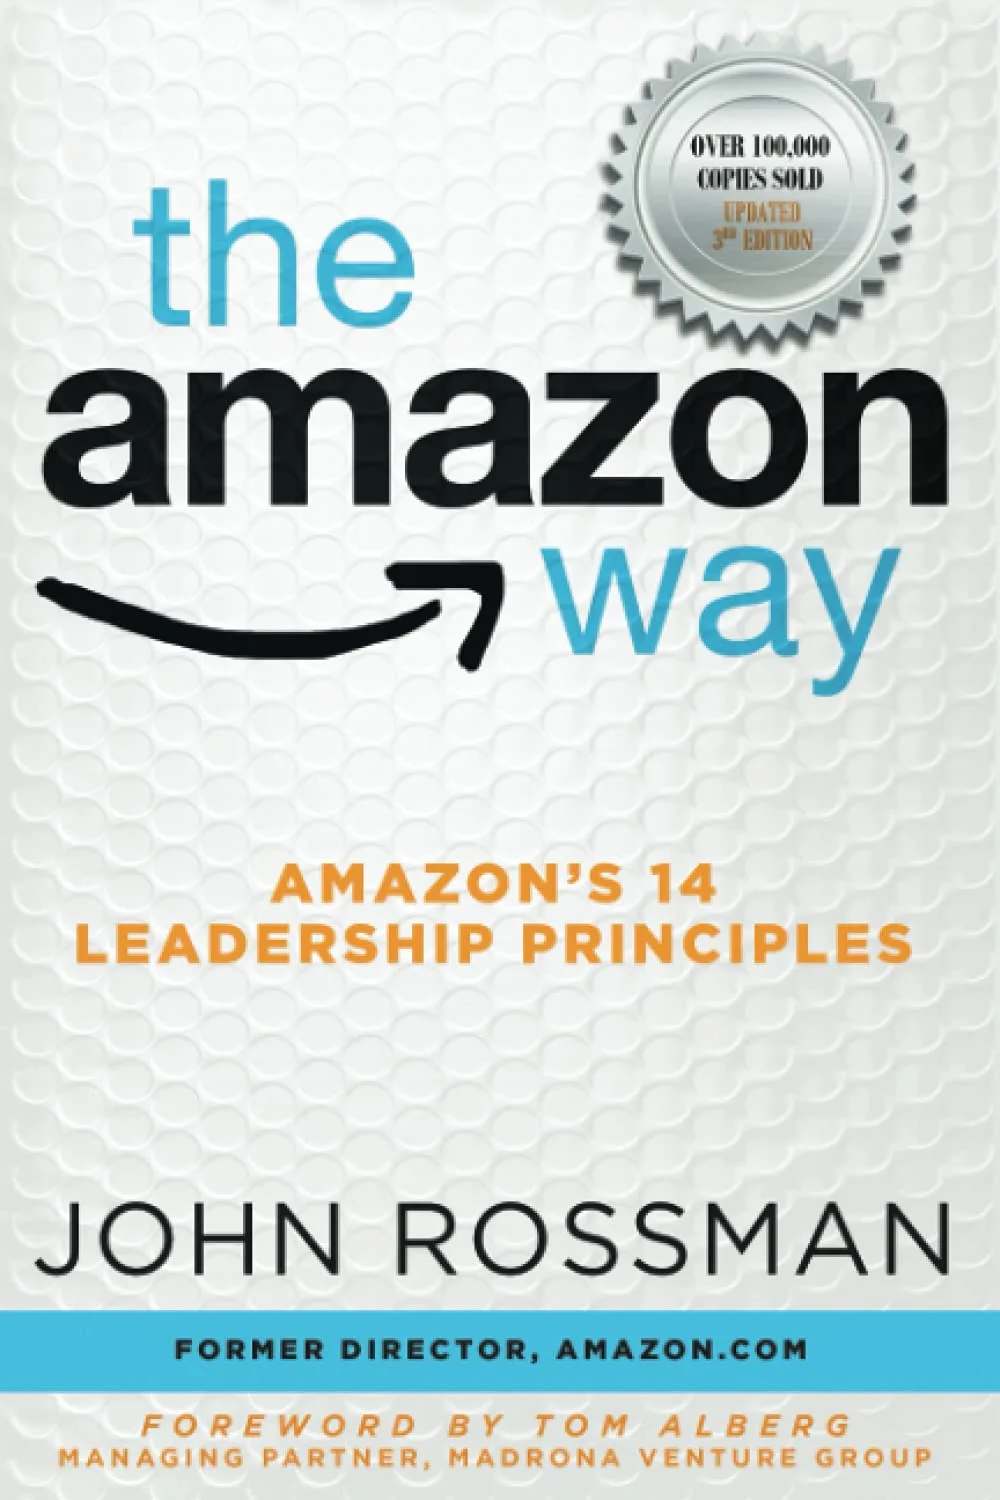 OVER 100,000
COPIES SOLD
UPDATED
3RD EDITION
the
amazon
way
AMAZON'S 14
LEADERSHIP PRINCIPLES
JOHN ROSSMAN
FORMER DIRECTOR, AMAZON.COM
FOREWORD BY TOM ALBERG
MANAGING PARTNER, MADRONA VENTURE GROUP